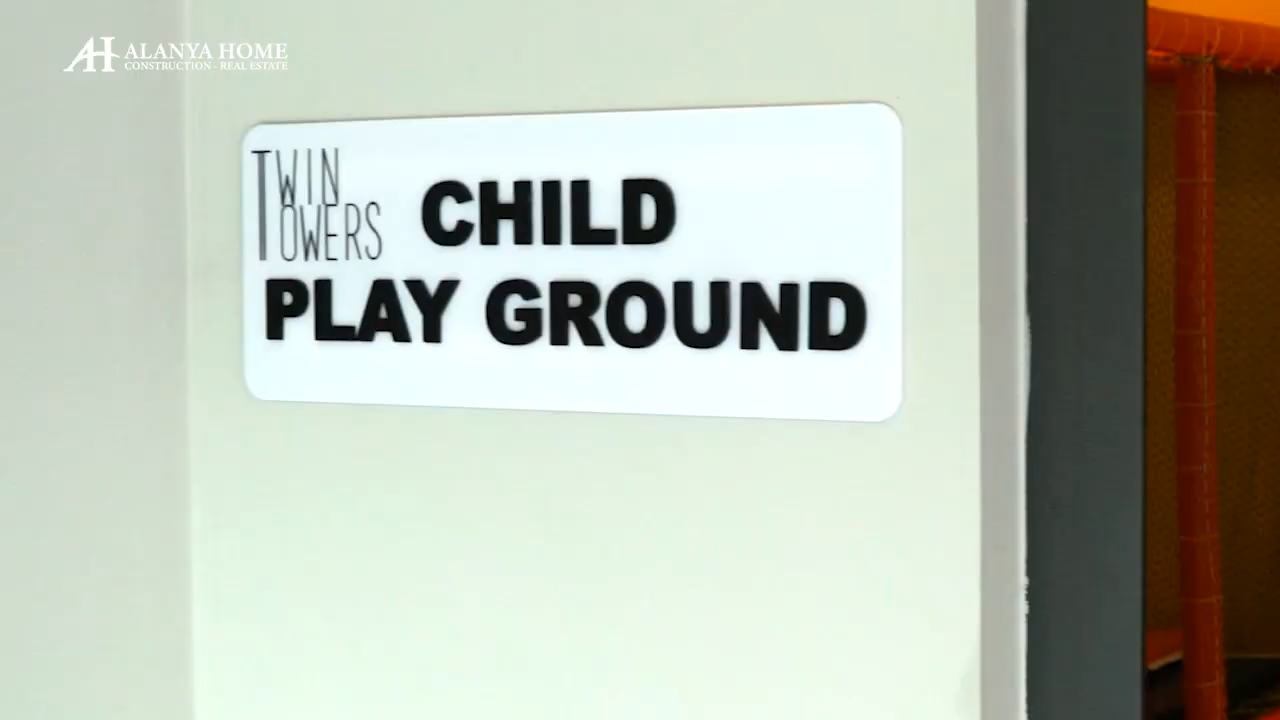 ALANYA HOME
CONSTRUCTION - REAL ESTATE
TWIN
TOWERS
CHILD
PLAY GROUND